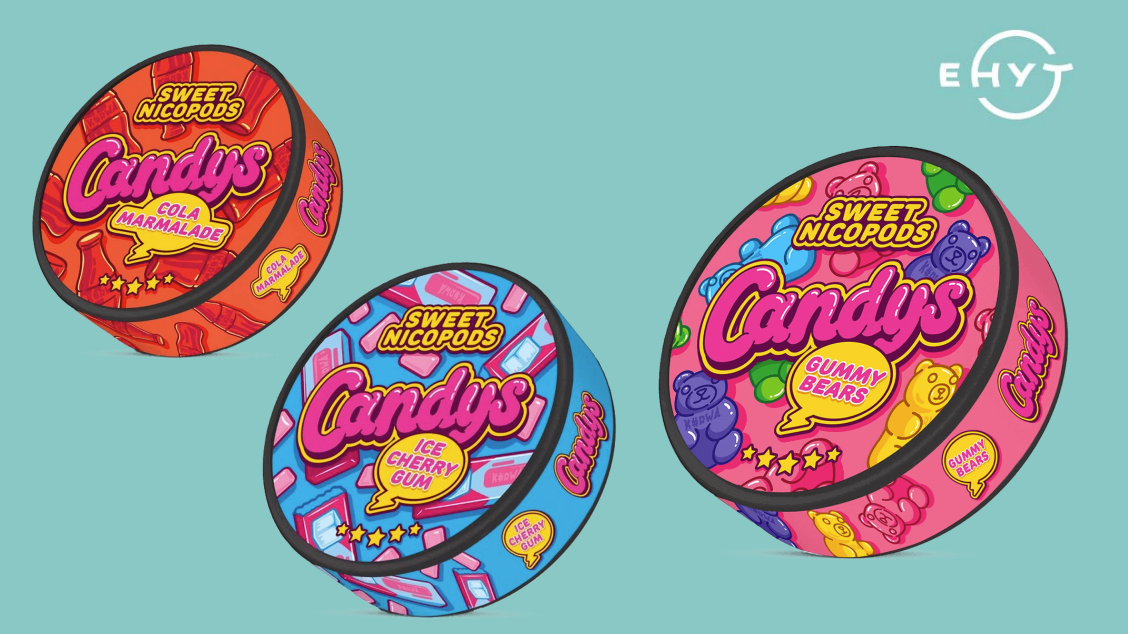 EHYT
SWEET
NICOPODS
Candys
COLA
MARMALADE
Candys
COLA
MARMALADE
SWEET
NICOPODS
Candys
ICE
CHERRY
GUM
Candys
ICE
CHERRY
GUM
SWEET
NICOPODS
Candys
GUMMY
BEARS
KURWA
Candys
GUMMY
BEARS